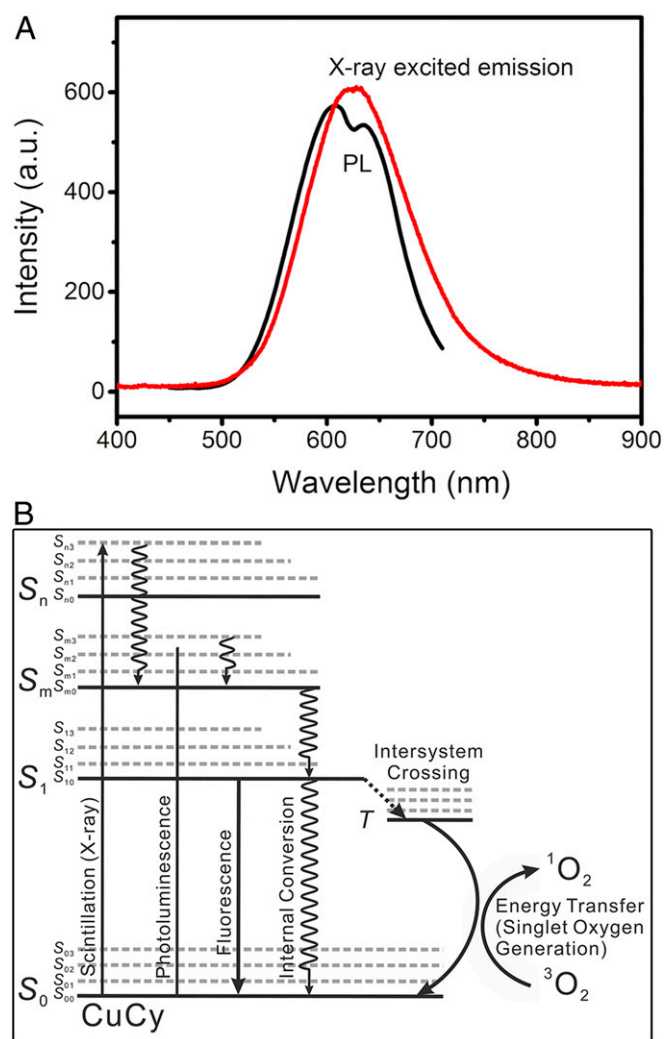 A
X-ray excited emission
PL
Intensity (a.u.)
600
400
200
0
400 500 600 700 800 900
Wavelength (nm)
B
Sn3
Sn2
Sn1
Sn Sn0
Sm3
Sm2
Sm1
Sm Sm0
S13
S12
S11
S1 S10
Intersystem
Crossing
T
Scintillation (X-ray)
Photoluminescence
Fluorescence
Internal Conversion
¹O₂
Energy Transfer
(Singlet Oxygen
Generation)
³O₂
S03
S02
S01
S0 S00
CuCy